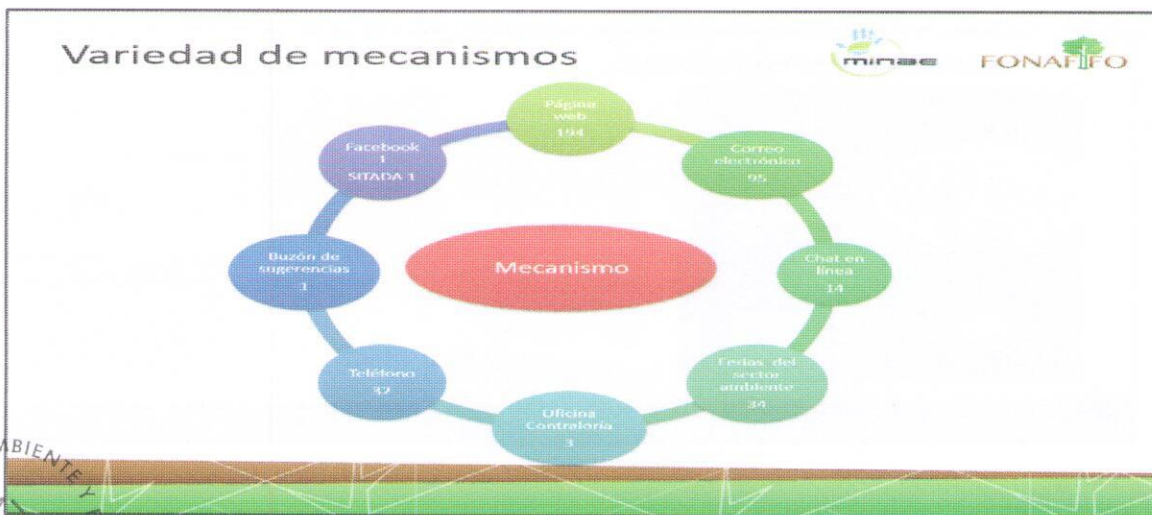 Variedad de mecanismos
minae
FONAFIFO
Página
web
194
Correo
electrónico
95
Chat en
línea
14
Ferias del
sector
ambiente
34
Oficina
Contraloría
3
Teléfono
32
Buzón de
sugerencias
1
Facebook
1
SITADA 1
Mecanismo
AMBIENTE Y